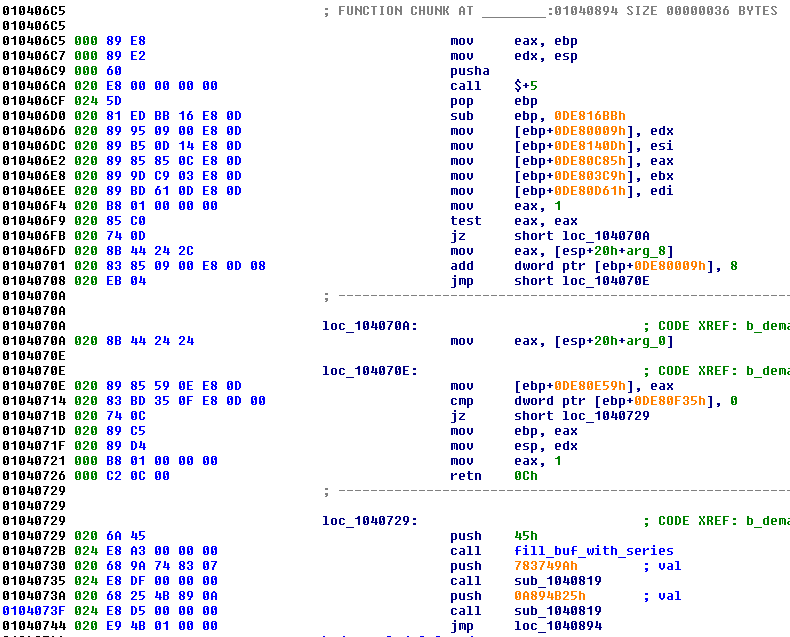 010406C5 ; FUNCTION CHUNK AT ________:01040894 SIZE 00000036 BYTES
010406C5
010406C5 000 89 E8 mov eax, ebp
010406C7 000 89 E2 mov edx, esp
010406C9 000 60 pusha
010406CA 020 E8 00 00 00 00 call $+5
010406CF 024 5D pop ebp
010406D0 020 81 ED BB 16 E8 0D sub ebp, 0DE816BBh
010406D6 020 89 95 09 00 E8 0D mov [ebp+0DE80009h], edx
010406DC 020 89 B5 0D 14 E8 0D mov [ebp+0DE8140Dh], esi
010406E2 020 89 85 85 0C E8 0D mov [ebp+0DE80C85h], eax
010406E8 020 89 9D C9 03 E8 0D mov [ebp+0DE803C9h], ebx
010406EE 020 89 BD 61 0D E8 0D mov [ebp+0DE80D61h], edi
010406F4 020 B8 01 00 00 00 mov eax, 1
010406F9 020 85 C0 test eax, eax
010406FB 020 74 0D jz short loc_104070A
010406FD 020 8B 44 24 2C mov eax, [esp+20h+arg_8]
01040701 020 83 85 09 00 E8 0D 08 add dword ptr [ebp+0DE80009h], 8
01040708 020 EB 04 jmp short loc_104070E
0104070A ; ---------------------------------------------------------
0104070A
0104070A loc_104070A: ; CODE XREF: b_dema
0104070A 020 8B 44 24 24 mov eax, [esp+20h+arg_0]
0104070E
0104070E loc_104070E: ; CODE XREF: b_dema
0104070E 020 89 85 59 0E E8 0D mov [ebp+0DE80E59h], eax
01040714 020 83 BD 35 0F E8 0D 00 cmp dword ptr [ebp+0DE80F35h], 0
0104071B 020 74 0C jz short loc_1040729
0104071D 020 89 C5 mov ebp, eax
0104071F 020 89 D4 mov esp, edx
01040721 000 B8 01 00 00 00 mov eax, 1
01040726 000 C2 0C 00 retn 0Ch
01040729 ; ---------------------------------------------------------
01040729
01040729 loc_1040729: ; CODE XREF: b_dema
01040729 020 6A 45 push 45h
0104072B 024 E8 A3 00 00 00 call fill_buf_with_series
01040730 020 68 9A 74 83 07 push 783749Ah ; val
01040735 024 E8 DF 00 00 00 call sub_1040819
0104073A 020 68 25 4B 89 0A push 0A894B25h ; val
0104073F 024 E8 D5 00 00 00 call sub_1040819
01040744 020 E9 4B 01 00 00 jmp loc_1040894